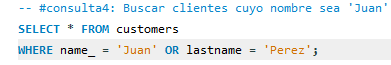 -- #consulta4: Buscar clientes cuyo nombre sea 'Juan'
SELECT * FROM customers
WHERE name_ = 'Juan' OR lastname = 'Perez';